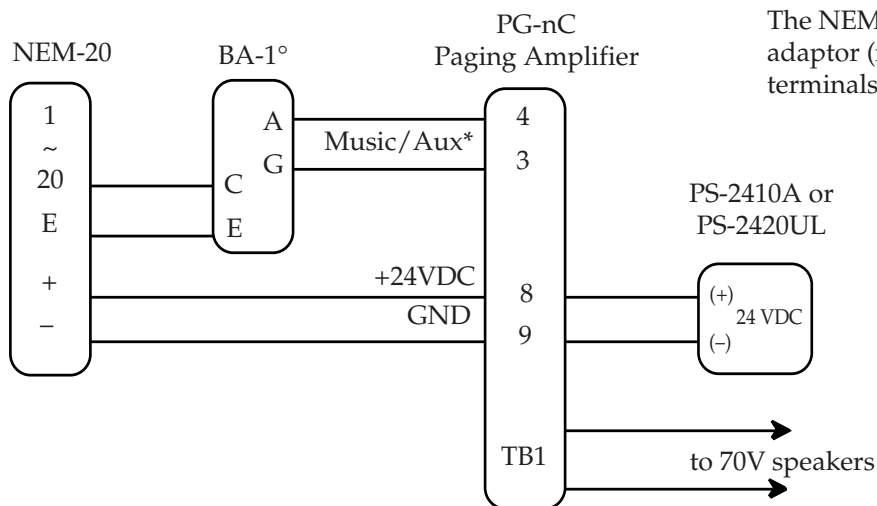 The NEM
adaptor (
terminals
PG-nC
Paging Amplifier
NEM-20
BA-1°
1
~
20
E
+
–
A
G
C
E
Music/Aux*
+24VDC
GND
4
3
8
9
TB1
PS-2410A or
PS-2420UL
(+)
24 VDC
(–)
to 70V speakers